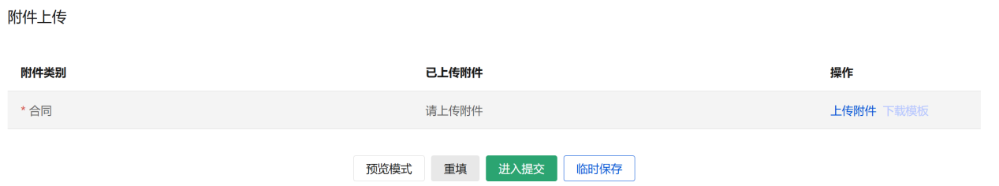 附件上传
附件类别 已上传附件 操作
* 合同 请上传附件 上传附件 下载模板
预览模式 重填 进入提交 临时保存